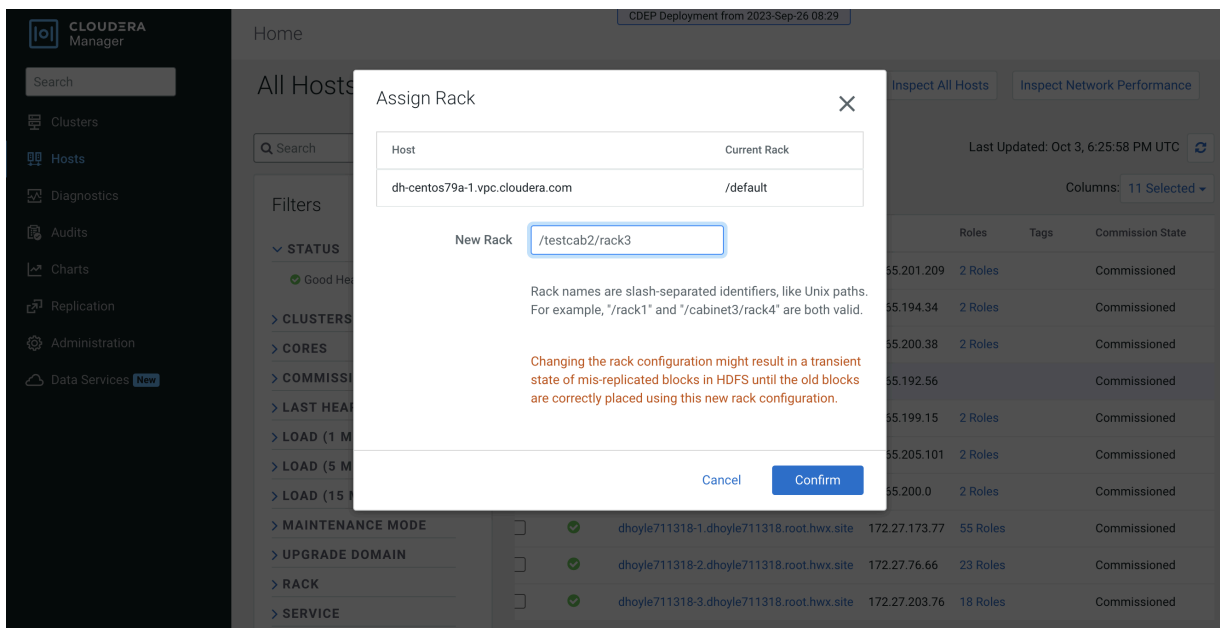 CDEP Deployment from 2023-Sep-26 08:29
CLOUDERA
Manager
Home
Search
Clusters
Hosts
Diagnostics
Audits
Charts
Replication
Administration
Data Services New
All Hosts
Inspect All Hosts
Inspect Network Performance
Search
Last Updated: Oct 3, 6:25:58 PM UTC
Columns: 11 Selected
Filters
STATUS
Good Hea
CLUSTERS
CORES
COMMISSI
LAST HEAR
LOAD (1 M
LOAD (5 M
LOAD (15 M
MAINTENANCE MODE
UPGRADE DOMAIN
RACK
SERVICE
Assign Rack
Host Current Rack
dh-centos79a-1.vpc.cloudera.com /default
New Rack /testcab2/rack3
Rack names are slash-separated identifiers, like Unix paths.
For example, "/rack1" and "/cabinet3/rack4" are both valid.
Changing the rack configuration might result in a transient
state of mis-replicated blocks in HDFS until the old blocks
are correctly placed using this new rack configuration.
Cancel Confirm
Roles Tags Commission State
65.201.209 2 Roles Commissioned
65.194.34 2 Roles Commissioned
65.200.38 2 Roles Commissioned
65.192.56 Commissioned
65.199.15 2 Roles Commissioned
65.205.101 2 Roles Commissioned
65.200.0 2 Roles Commissioned
dhoyle711318-1.dhoyle711318.root.hwx.site 172.27.173.77 55 Roles Commissioned
dhoyle711318-2.dhoyle711318.root.hwx.site 172.27.76.66 23 Roles Commissioned
dhoyle711318-3.dhoyle711318.root.hwx.site 172.27.203.76 18 Roles Commissioned